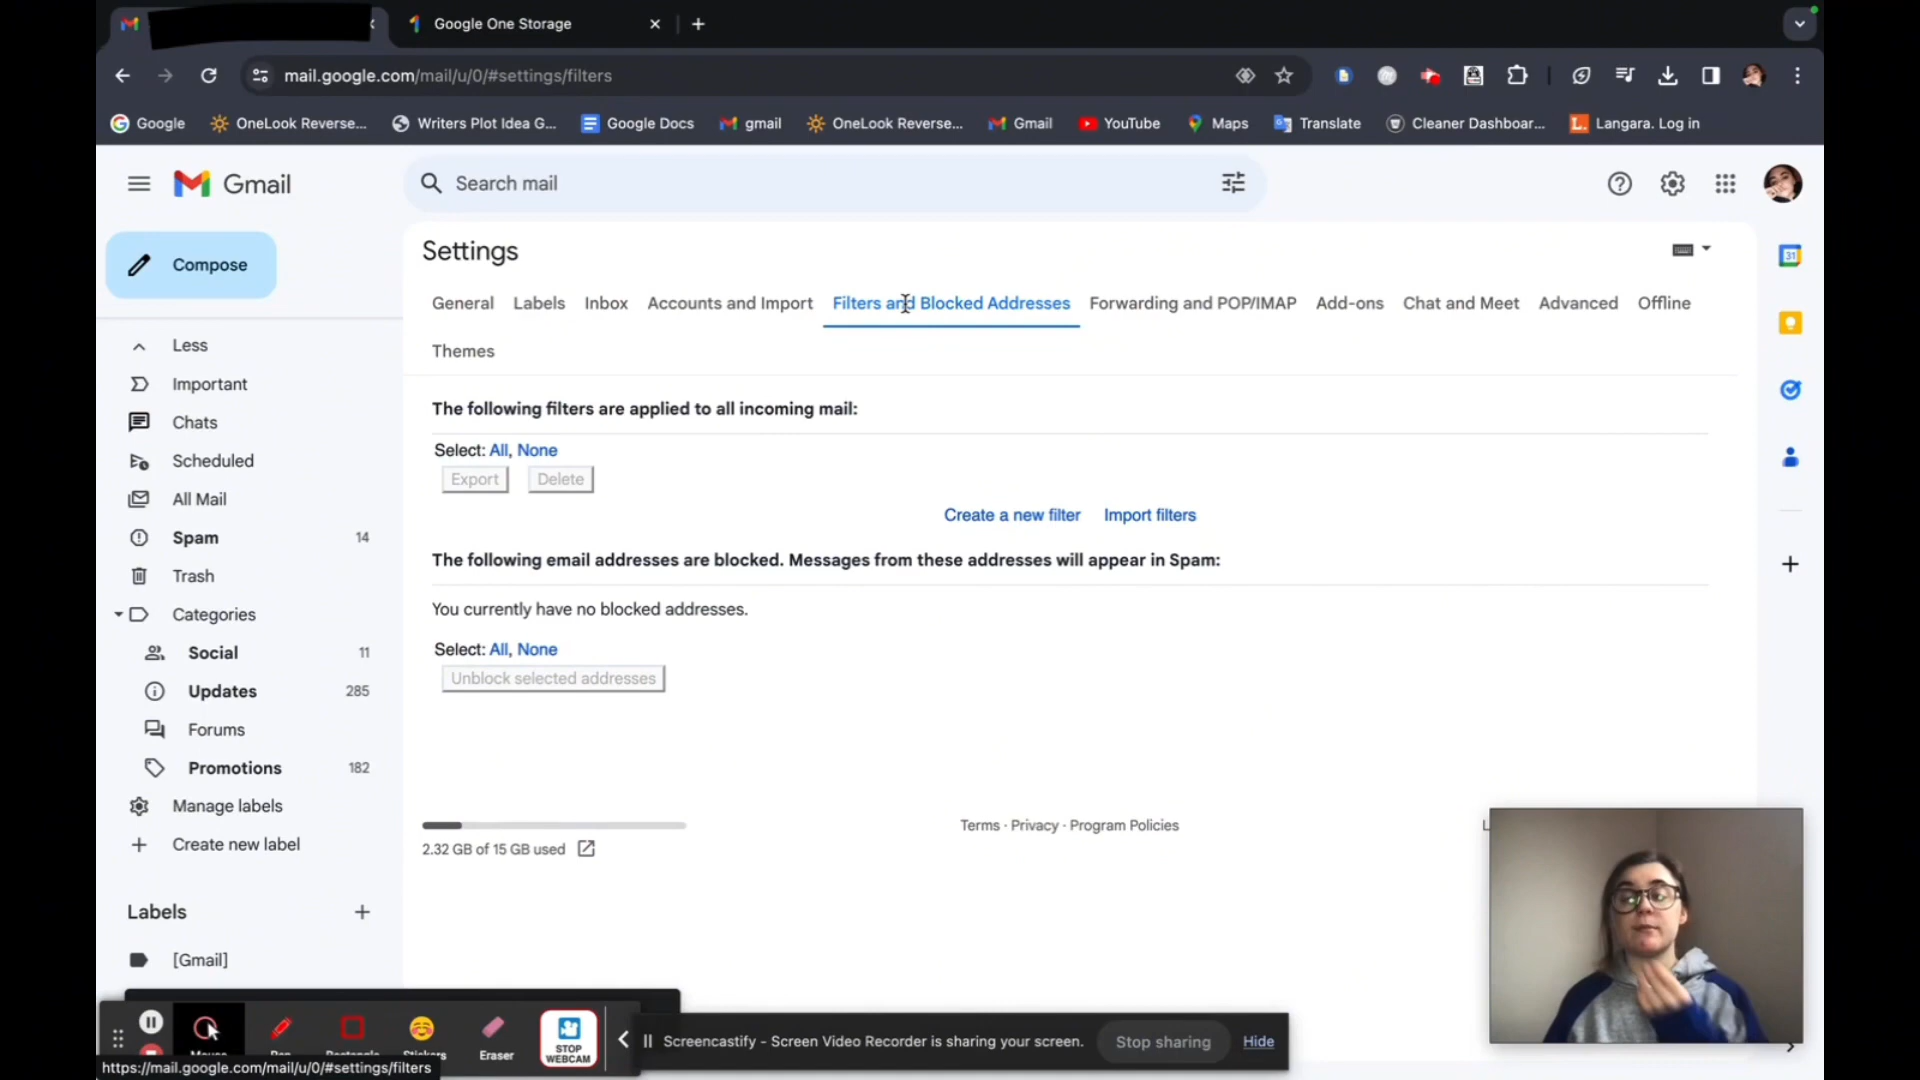 Google One Storage
mail.google.com/mail/u/0/#settings/filters
Google OneLook Reverse... Writers Plot Idea G... Google Docs gmail OneLook Reverse... Gmail YouTube Maps Translate Cleaner Dashboar... Langara. Log in
Gmail
Search mail
Compose
Less
Important
Chats
Scheduled
All Mail
Spam 14
Trash
Categories
Social 11
Updates 285
Forums
Promotions 182
Manage labels
Create new label
Labels
[Gmail]
Settings
General Labels Inbox Accounts and Import Filters and Blocked Addresses Forwarding and POP/IMAP Add-ons Chat and Meet Advanced Offline
Themes
The following filters are applied to all incoming mail:
Select: All, None
Export Delete
Create a new filter Import filters
The following email addresses are blocked. Messages from these addresses will appear in Spam:
You currently have no blocked addresses.
Select: All, None
Unblock selected addresses
2.32 GB of 15 GB used
Terms · Privacy · Program Policies
31
Eraser
STOP
WEBCAM
Screencastify - Screen Video Recorder is sharing your screen. Stop sharing Hide
https://mail.google.com/mail/u/0/#settings/filters